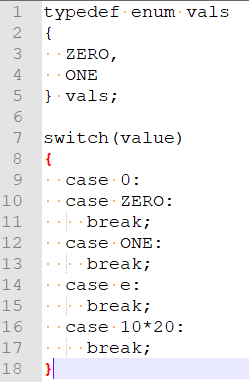 1 typedef enum vals
2 {
3   ZERO,
4   ONE
5 } vals;
6
7 switch(value)
8 {
9   case 0:
10   case ZERO:
11     break;
12   case ONE:
13     break;
14   case e:
15     break;
16   case 10*20:
17     break;
18 }